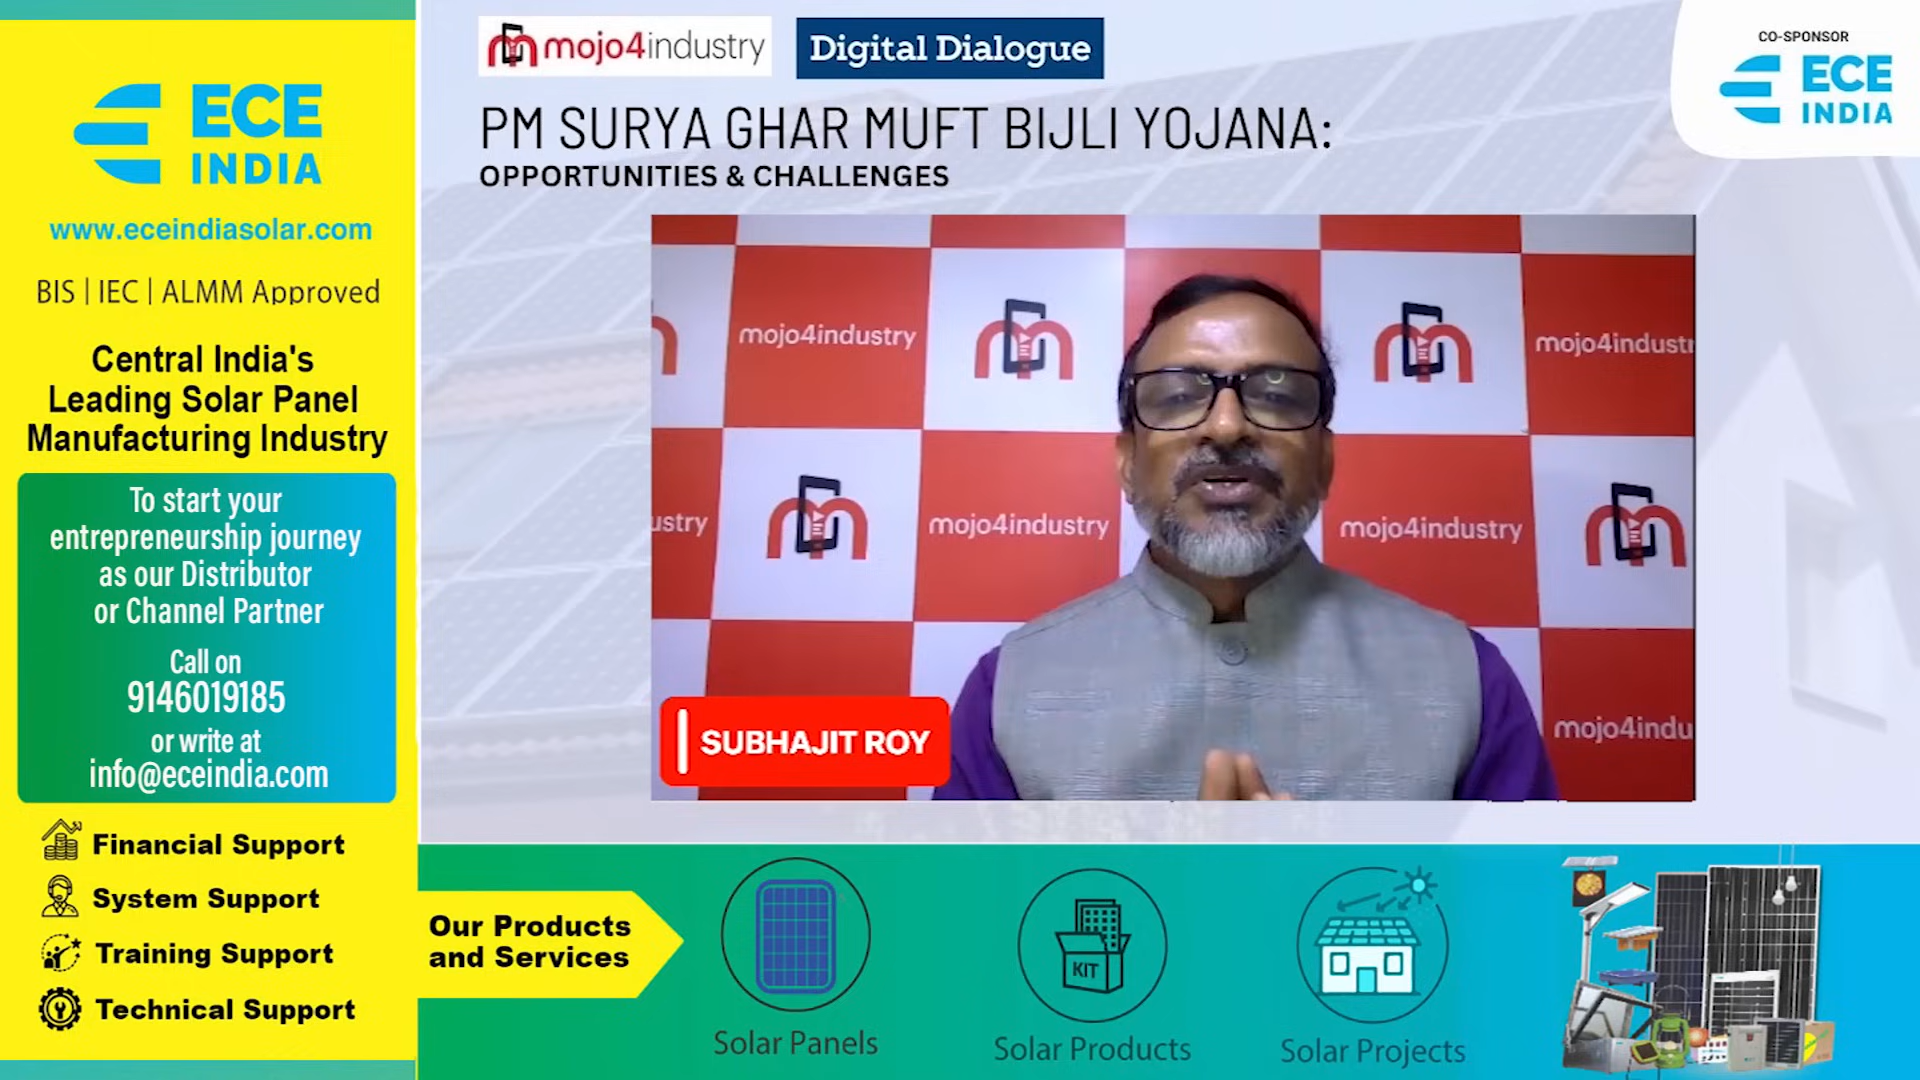 ECE
INDIA
www.eceindiasolar.com
BIS | IEC | ALMM Approved
Central India's
Leading Solar Panel
Manufacturing Industry
To start your
entrepreneurship journey
as our Distributor
or Channel Partner
Call on
9146019185
or write at
info@eceindia.com
Financial Support
System Support
Training Support
Technical Support
mojo4industry
Digital Dialogue
PM SURYA GHAR MUFT BIJLI YOJANA:
OPPORTUNITIES & CHALLENGES
CO-SPONSOR
ECE
INDIA
mojo4industry
mojo4industr
ustry
mojo4industry
mojo4industry
mojo4indu
SUBHAJIT ROY
Our Products
and Services
Solar Panels
KIT
Solar Products
Solar Projects